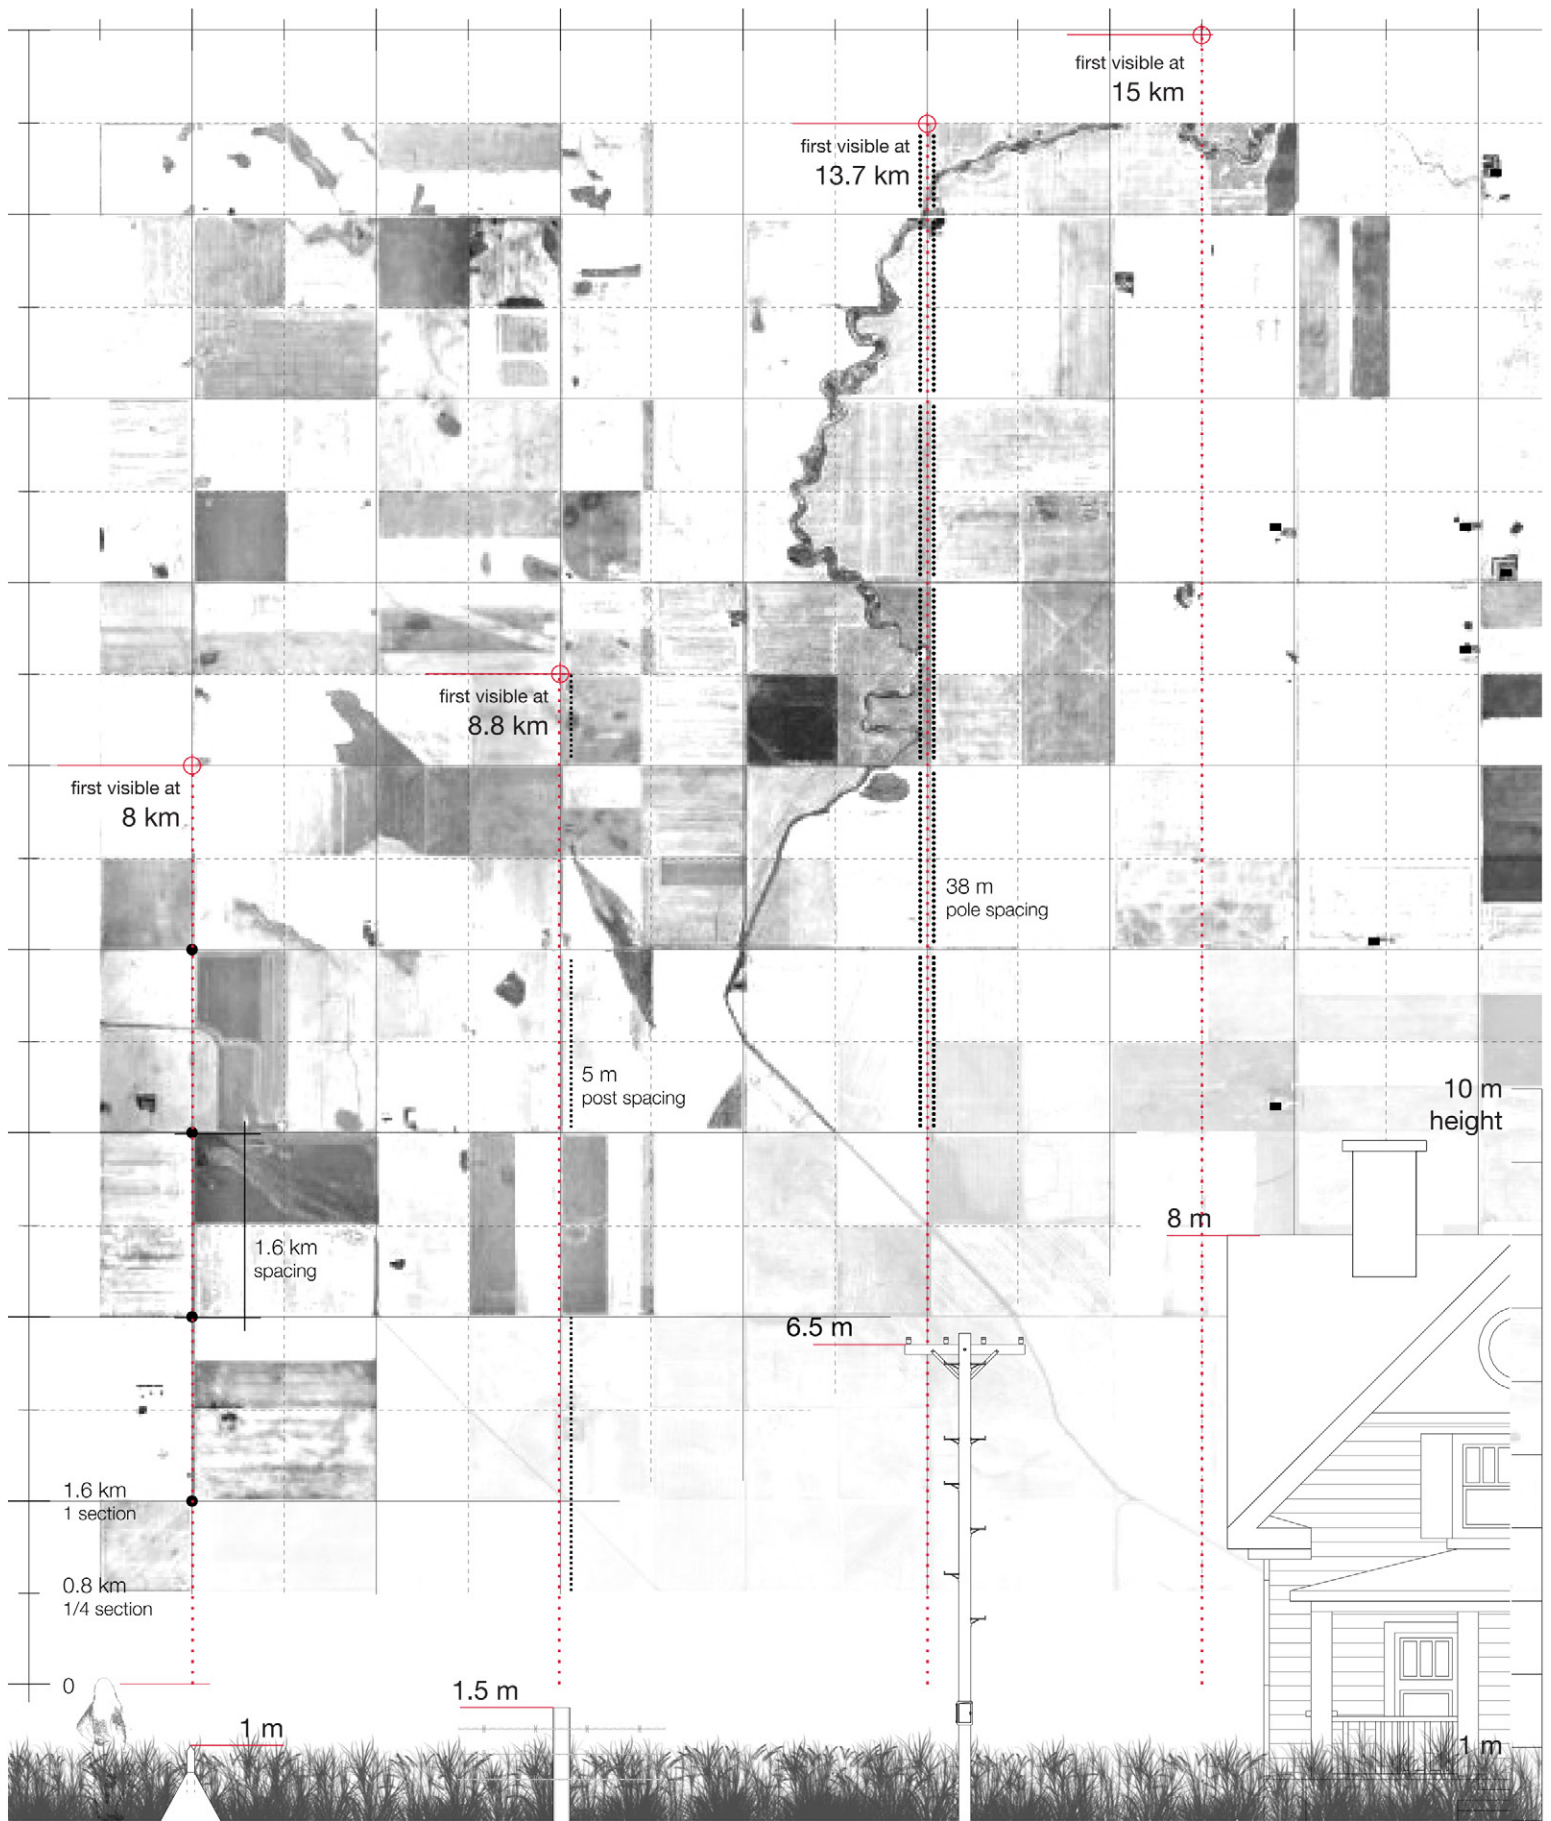 first visible at
15 km
first visible at
13.7 km
first visible at
8.8 km
first visible at
8 km
38 m
pole spacing
5 m
post spacing
10 m
height
8 m
1.6 km
spacing
6.5 m
1.6 km
1 section
0.8 km
1/4 section
0
1.5 m
1 m
1 m